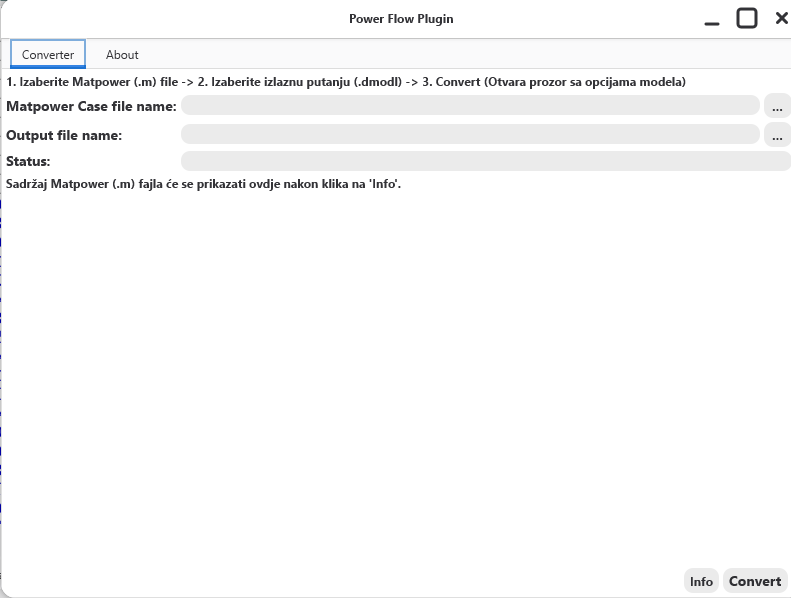 Power Flow Plugin
Converter About
1. Izaberite Matpower (.m) file -> 2. Izaberite izlaznu putanju (.dmodl) -> 3. Convert (Otvara prozor sa opcijama modela)
Matpower Case file name: ...
Output file name: ...
Status:
Sadržaj Matpower (.m) fajla će se prikazati ovdje nakon klika na 'Info'.
Info Convert